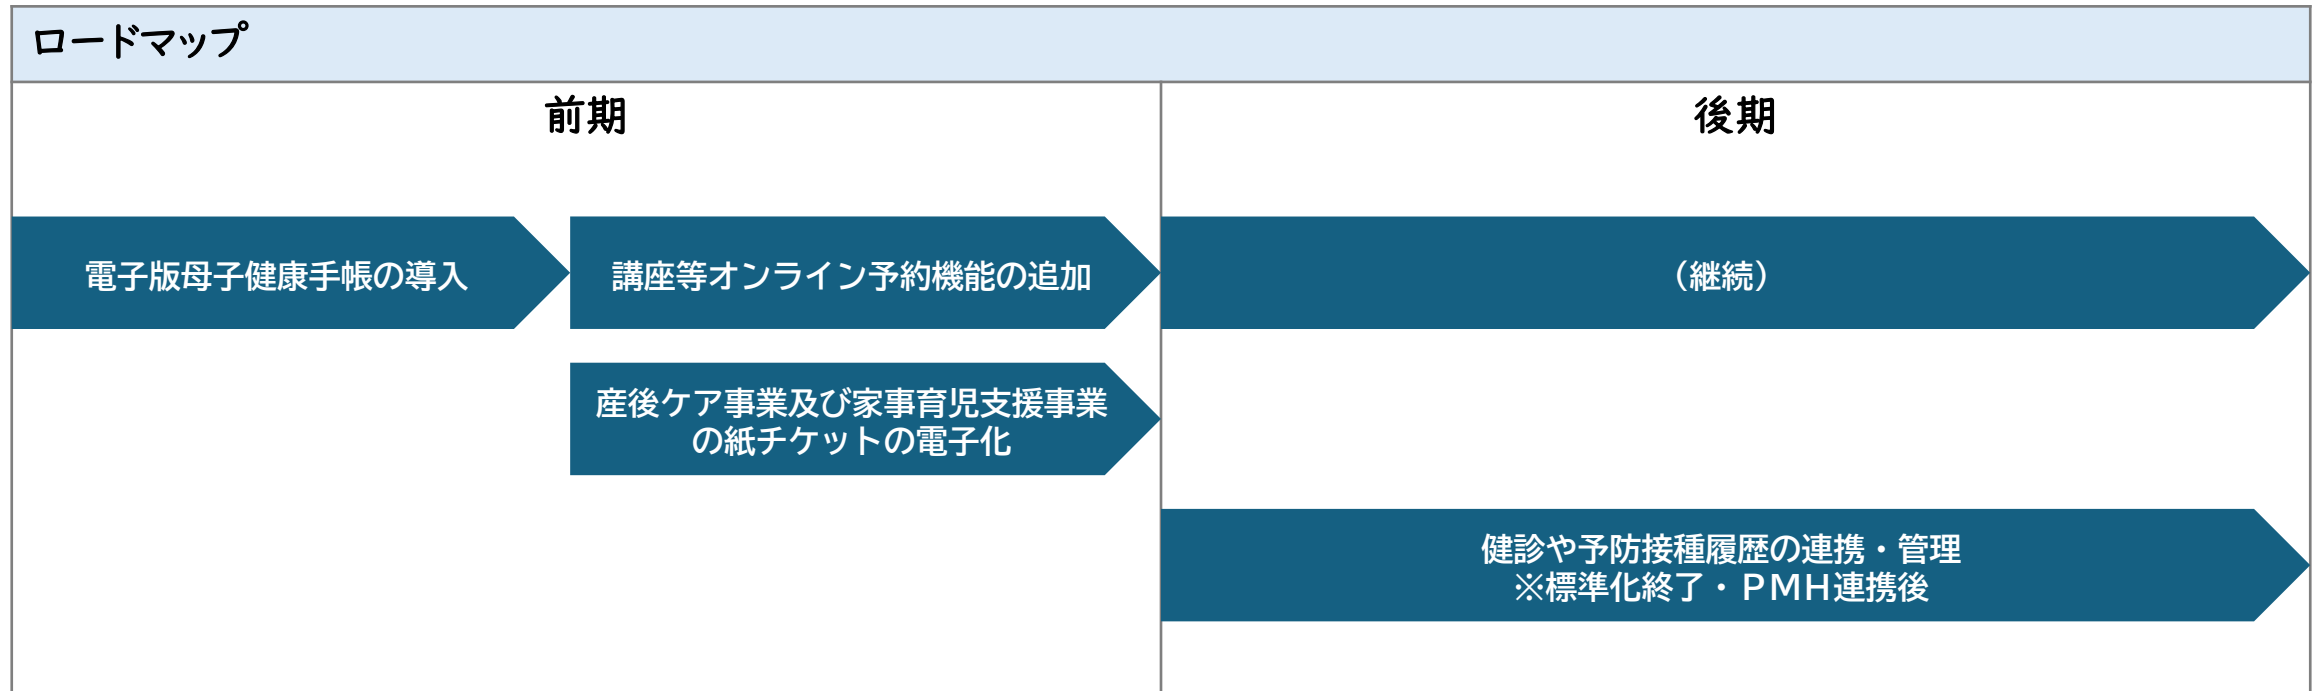 ロードマップ
前期
後期
電子版母子健康手帳の導入
講座等オンライン予約機能の追加
（継続）
産後ケア事業及び家事育児支援事業
の紙チケットの電子化
健診や予防接種履歴の連携・管理
※標準化終了・ＰＭＨ連携後